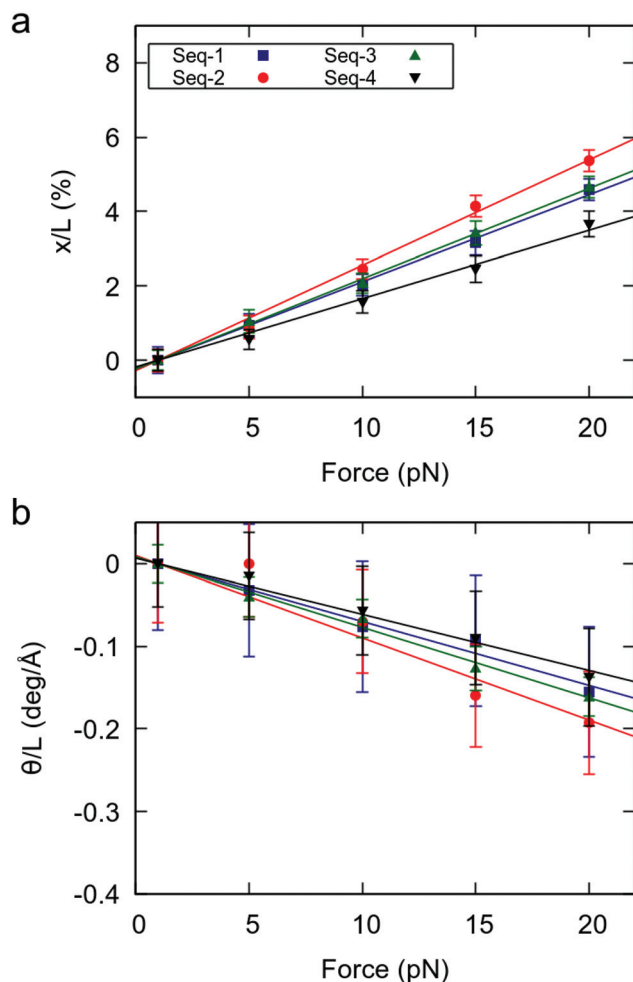 a
8
6
4
2
0
x/L (%)
Seq-1 Seq-3
Seq-2 Seq-4
0 5 10 15 20
Force (pN)
b
0
-0.1
-0.2
-0.3
-0.4
θ/L (deg/Å)
0 5 10 15 20
Force (pN)